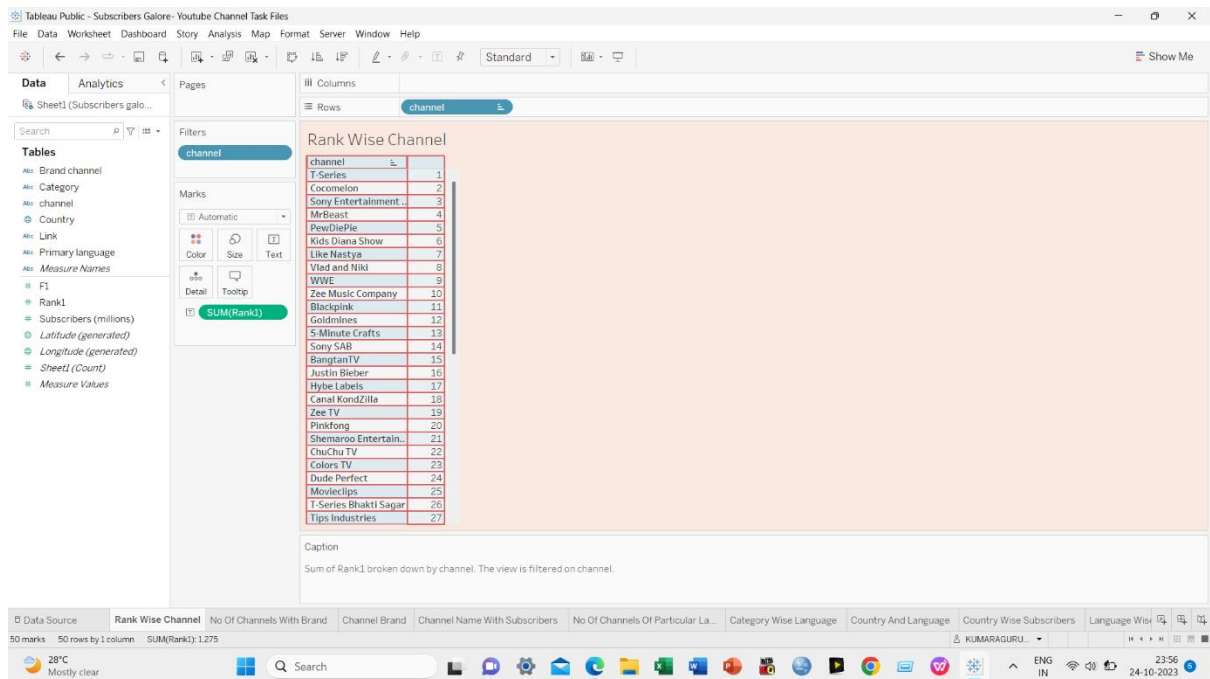 Tableau Public - Subscribers Galore- Youtube Channel Task Files
File Data Worksheet Dashboard Story Analysis Map Format Server Window Help
Standard
Show Me
Data Analytics
Sheet1 (Subscribers galo...
Search
Tables
Abc Brand channel
Abc Category
Abc channel
Country
Abc Link
Abc Primary language
Abc Measure Names
# F1
# Rank1
# Subscribers (millions)
Latitude (generated)
Longitude (generated)
# Sheet1 (Count)
# Measure Values
Pages
Filters
channel
Marks
Automatic
Color Size Text
Detail Tooltip
SUM(Rank1)
Columns
Rows channel
Rank Wise Channel
channel
T-Series 1
Cocomelon 2
Sony Entertainment .. 3
MrBeast 4
PewDiePie 5
Kids Diana Show 6
Like Nastya 7
Vlad and Niki 8
WWE 9
Zee Music Company 10
Blackpink 11
Goldmines 12
5-Minute Crafts 13
Sony SAB 14
BangtanTV 15
Justin Bieber 16
Hybe Labels 17
Canal KondZilla 18
Zee TV 19
Pinkfong 20
Shemaroo Entertain.. 21
ChuChu TV 22
Colors TV 23
Dude Perfect 24
Movieclips 25
T-Series Bhakti Sagar 26
Tips Industries 27
Caption
Sum of Rank1 broken down by channel. The view is filtered on channel.
Data Source Rank Wise Channel No Of Channels With Brand Channel Brand Channel Name With Subscribers No Of Channels Of Particular La... Category Wise Language Country And Language Country Wise Subscribers Language Wis
50 marks 50 rows by 1 column SUM(Rank1): 1,275
KUMARAGURU...
28°C
Mostly clear
Search
ENG
IN
23:56
24-10-2023
6